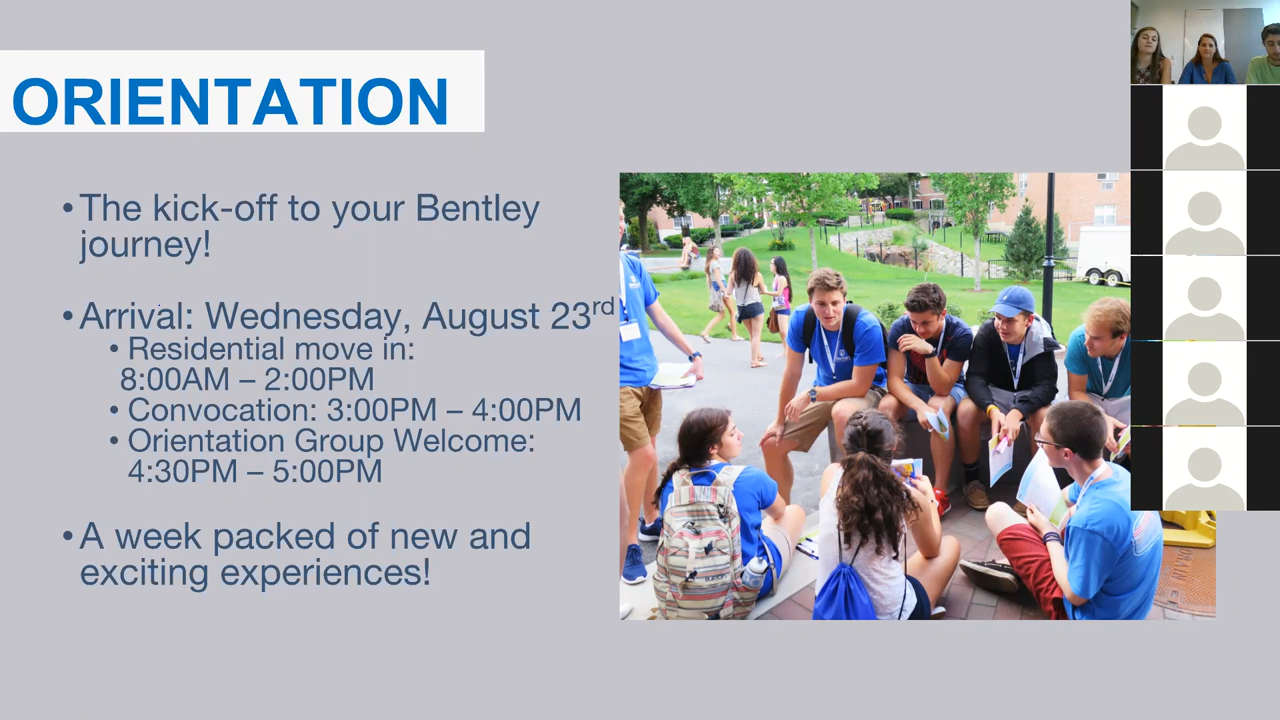 ORIENTATION
•The kick-off to your Bentley
journey!
•Arrival: Wednesday, August 23rd
• Residential move in:
8:00AM – 2:00PM
• Convocation: 3:00PM – 4:00PM
• Orientation Group Welcome:
4:30PM – 5:00PM
•A week packed of new and
exciting experiences!
DRAIN